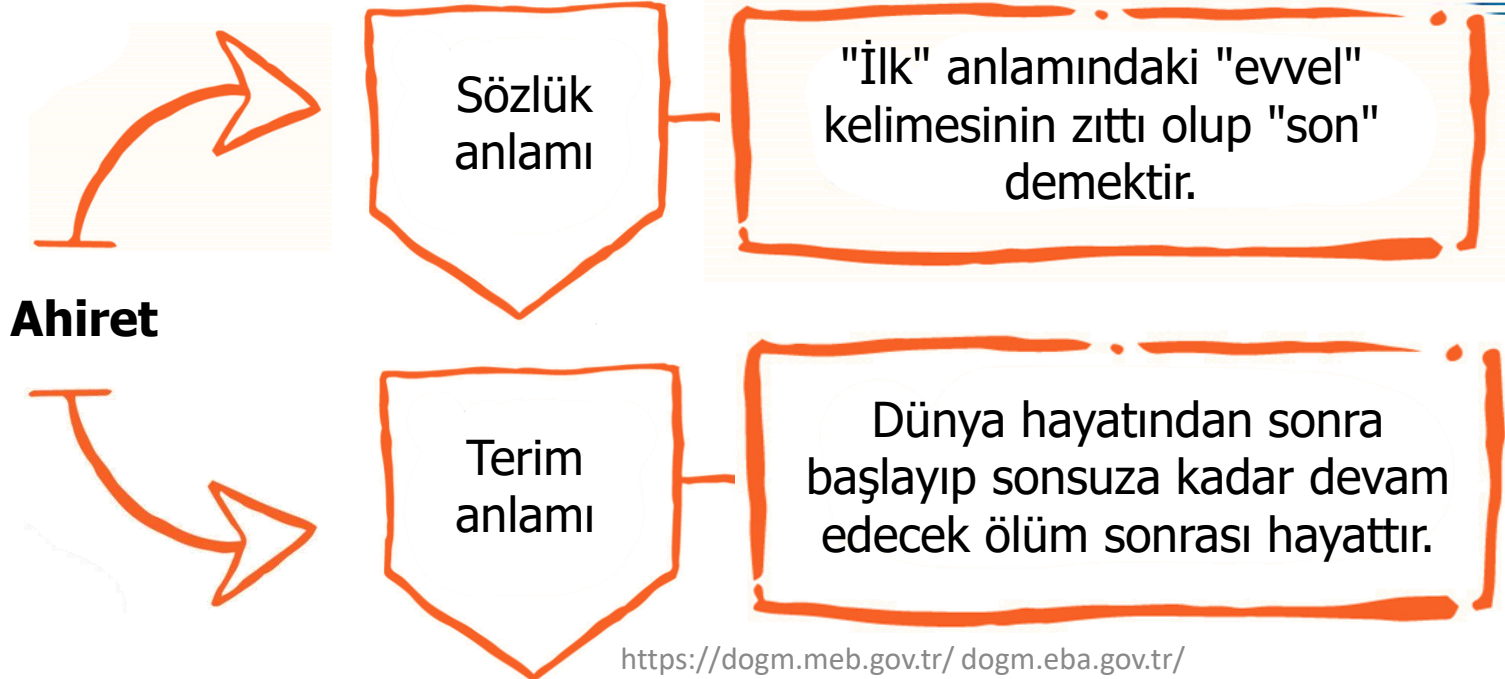 Ahiret
Sözlük
anlamı
"İlk" anlamındaki "evvel"
kelimesinin zıttı olup "son"
demektir.
Terim
anlamı
Dünya hayatından sonra
başlayıp sonsuza kadar devam
edecek ölüm sonrası hayattır.
https://dogm.meb.gov.tr/ dogm.eba.gov.tr/